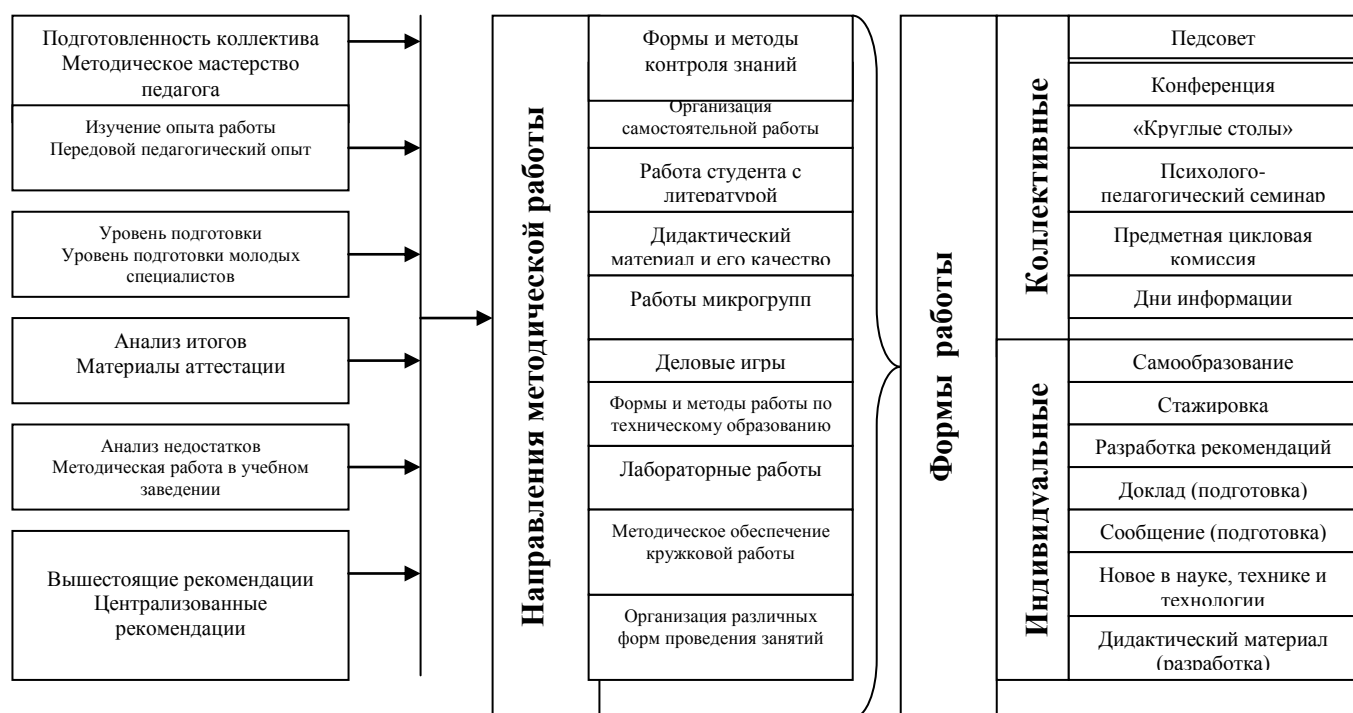 Подготовленность коллектива
Методическое мастерство
педагога
Изучение опыта работы
Передовой педагогический опыт
Уровень подготовки
Уровень подготовки молодых
специалистов
Анализ итогов
Материалы аттестации
Анализ недостатков
Методическая работа в учебном
заведении
Вышестоящие рекомендации
Централизованные
рекомендации
Направления методической работы
Формы и методы
контроля знаний
Организация
самостоятельной работы
Работа студента с
литературой
Дидактический
материал и его качество
Работы микрогрупп
Деловые игры
Формы и методы работы по
техническому образованию
Лабораторные работы
Методическое обеспечение
кружковой работы
Организация различных
форм проведения занятий
Формы работы
Коллективные
Педсовет
Конференция
«Круглые столы»
Психолого-
педагогический семинар
Предметная цикловая
комиссия
Дни информации
Индивидуальные
Самообразование
Стажировка
Разработка рекомендаций
Доклад (подготовка)
Сообщение (подготовка)
Новое в науке, технике и
технологии
Дидактический материал
(разработка)